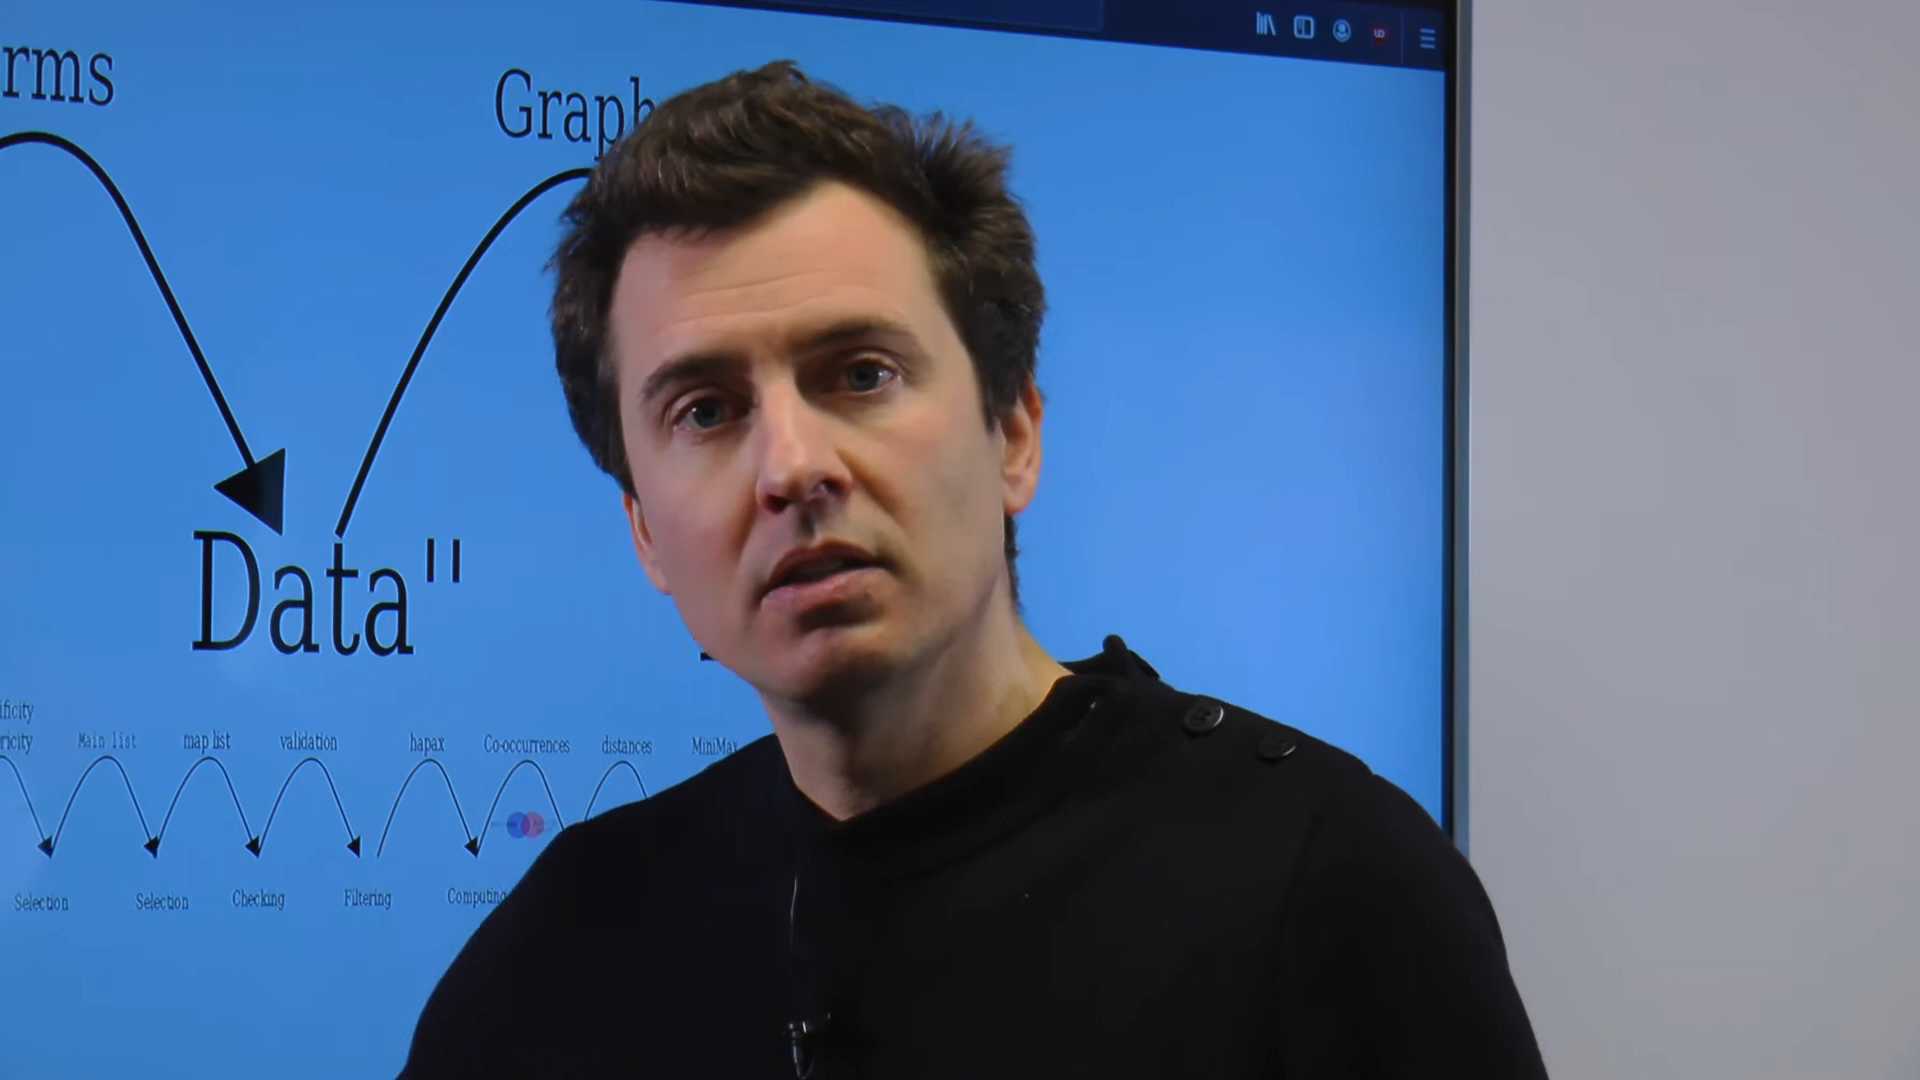 rms
Graph
Data"
ificity
ricity
Main list
map list
validation
hapax
Co-occurrences
distances
MiniMax
Selection
Selection
Checking
Filtering
Computing